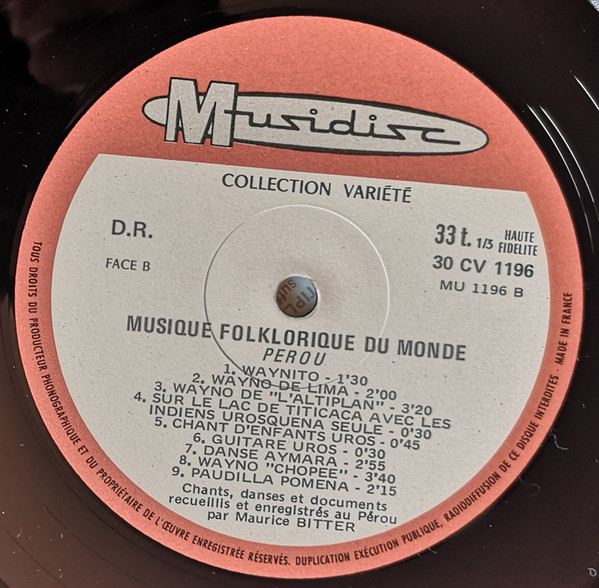 Musidisc
COLLECTION VARIÉTÉ
D.R.
33 t. 1/3 HAUTE FIDELITE
FACE B
30 CV 1196
MU 1196 B
MUSIQUE FOLKLORIQUE DU MONDE
PEROU
1. WAYNITO - 1'30
2. WAYNO DE LIMA - 2'00
3. WAYNO DE "L'ALTIPLAN" - 3'20
4. SUR LE LAC DE TITICACA AVEC LES
INDIENS UROSQUENA SEULE - 0'30
5. CHANT D'ENFANTS UROS - 0'45
6. GUITARE UROS - 0'30
7. DANSE AYMARA - 2'55
8. WAYNO "CHOPEE" - 3'40
9. PAUDILLA POMENA - 2'15
Chants, danses et documents
recueillis et enregistrés au Pérou
par Maurice BITTER
TOUS DROITS DU PRODUCTEUR PHONOGRAPHIQUE ET DU PROPRIÉTAIRE DE L'ŒUVRE ENREGISTRÉE RÉSERVÉS. DUPLICATION EXÉCUTION PUBLIQUE, RADIODIFFUSION DE CE DISQUE INTERDITES · MADE IN FRANCE